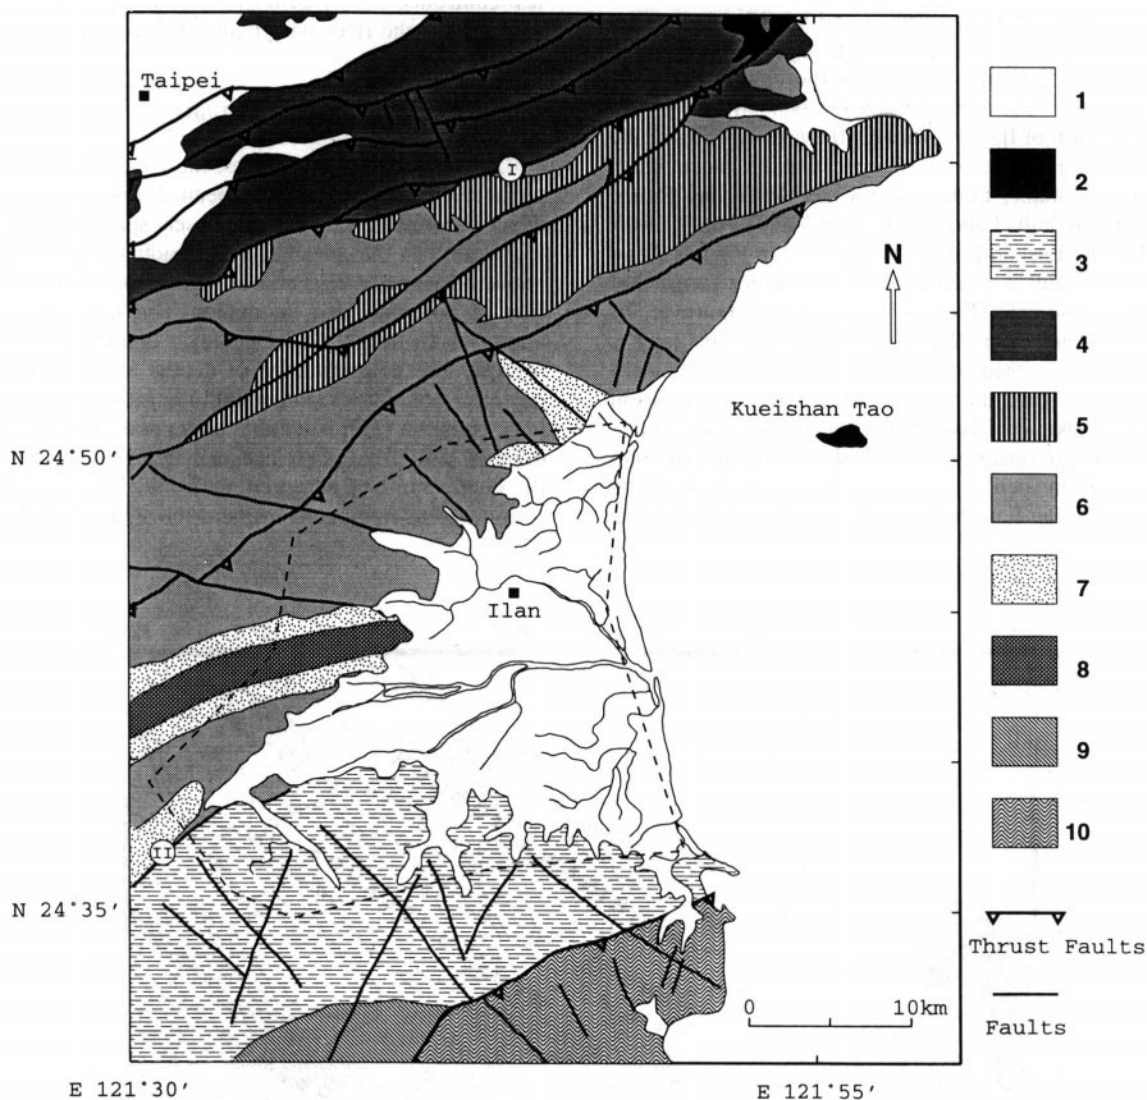 Taipei
I
N
Kueishan Tao
N 24°50′
Ilan
II
N 24°35′
0 10km
E 121°30′ E 121°55′
1
2
3
4
5
6
7
8
9
10
Thrust Faults
Faults